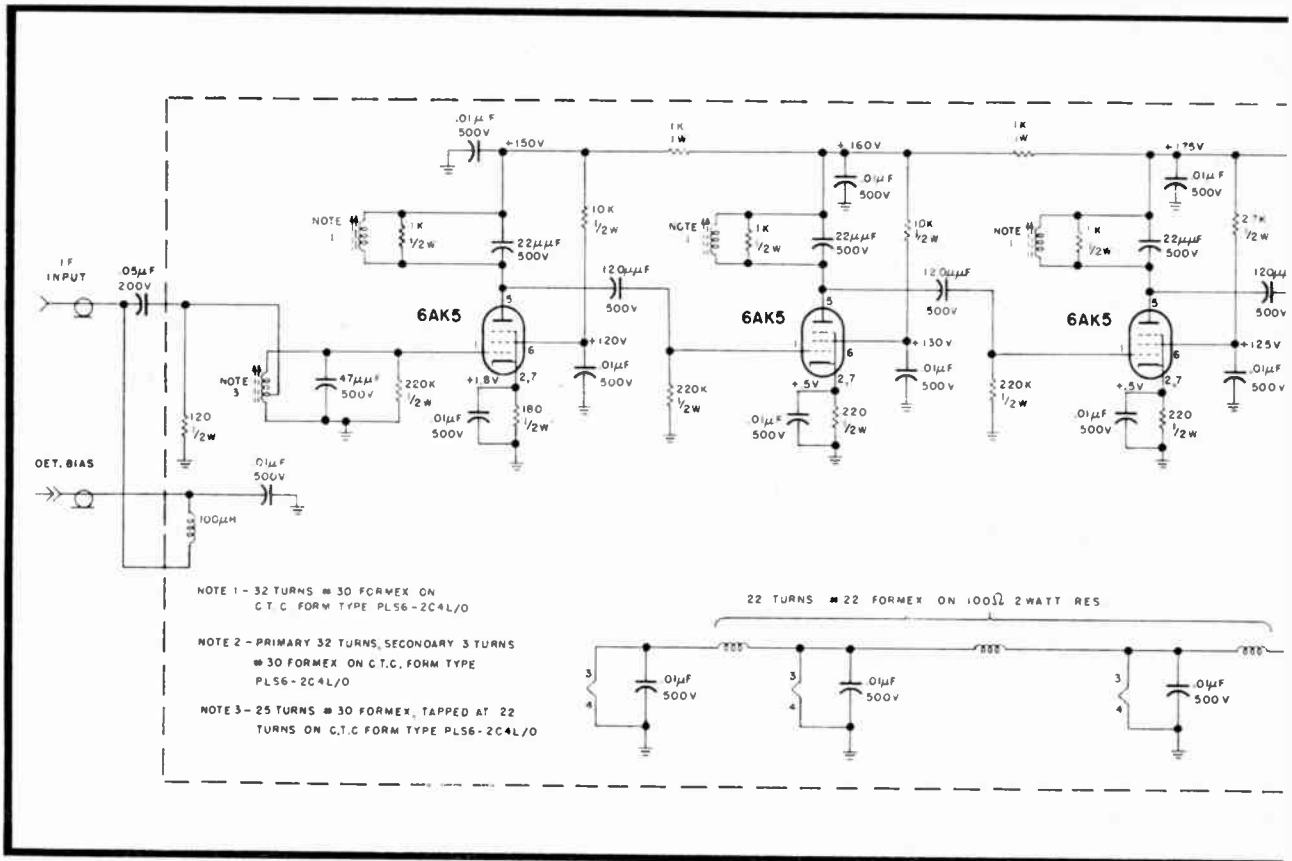 .01µF
500V
+150V
1K
1W
+160V
1K
1W
+175V
.01µF
500V
.01µF
500V
NOTE
1
1K
1/2W
22µµF
500V
10K
1/2W
NOTE
1
1K
1/2W
22µµF
500V
10K
1/2W
NOTE
1
1K
1/2W
22µµF
500V
2.7K
1/2W
IF
INPUT
.05µF
200V
120µµF
500V
120µµF
500V
120µµ
500V
6AK5
5
1
6
2,7
+120V
6AK5
5
1
6
2,7
+130V
6AK5
5
1
6
2,7
+125V
NOTE
3
47µµF
500V
220K
1/2W
+1.8V
.01µF
500V
180
1/2W
.01µF
500V
220K
1/2W
+.5V
.01µF
500V
220
1/2W
.01µF
500V
220K
1/2W
+.5V
.01µF
500V
220
1/2W
.01µF
500V
120
1/2W
DET. BIAS
.01µF
500V
100µH
NOTE 1 - 32 TURNS # 30 FORMEX ON
C.T.C FORM TYPE PLS6-2C4L/O
NOTE 2 - PRIMARY 32 TURNS, SECONDARY 3 TURNS
# 30 FORMEX ON C.T.C. FORM TYPE
PLS6-2C4L/O
NOTE 3 - 25 TURNS # 30 FORMEX, TAPPED AT 22
TURNS ON C.T.C FORM TYPE PLS6-2C4L/O
22 TURNS # 22 FORMEX ON 100Ω 2 WATT RES
3
4
.01µF
500V
3
4
.01µF
500V
3
4
.01µF
500V